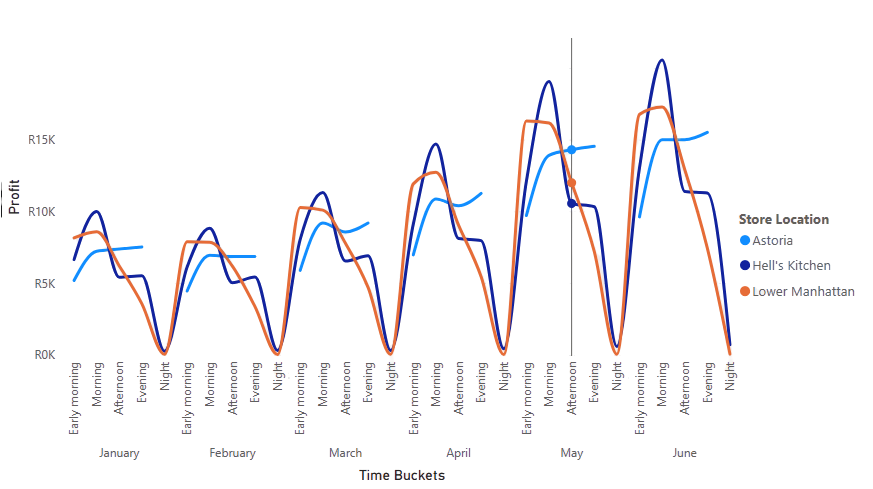 Profit
R15K
R10K
R5K
R0K
Early morning
Morning
Afternoon
Evening
Night
Early morning
Morning
Afternoon
Evening
Night
Early morning
Morning
Afternoon
Evening
Night
Early morning
Morning
Afternoon
Evening
Night
Early morning
Morning
Afternoon
Evening
Night
Early morning
Morning
Afternoon
Evening
Night
January February March April May June
Time Buckets
Store Location
Astoria
Hell's Kitchen
Lower Manhattan